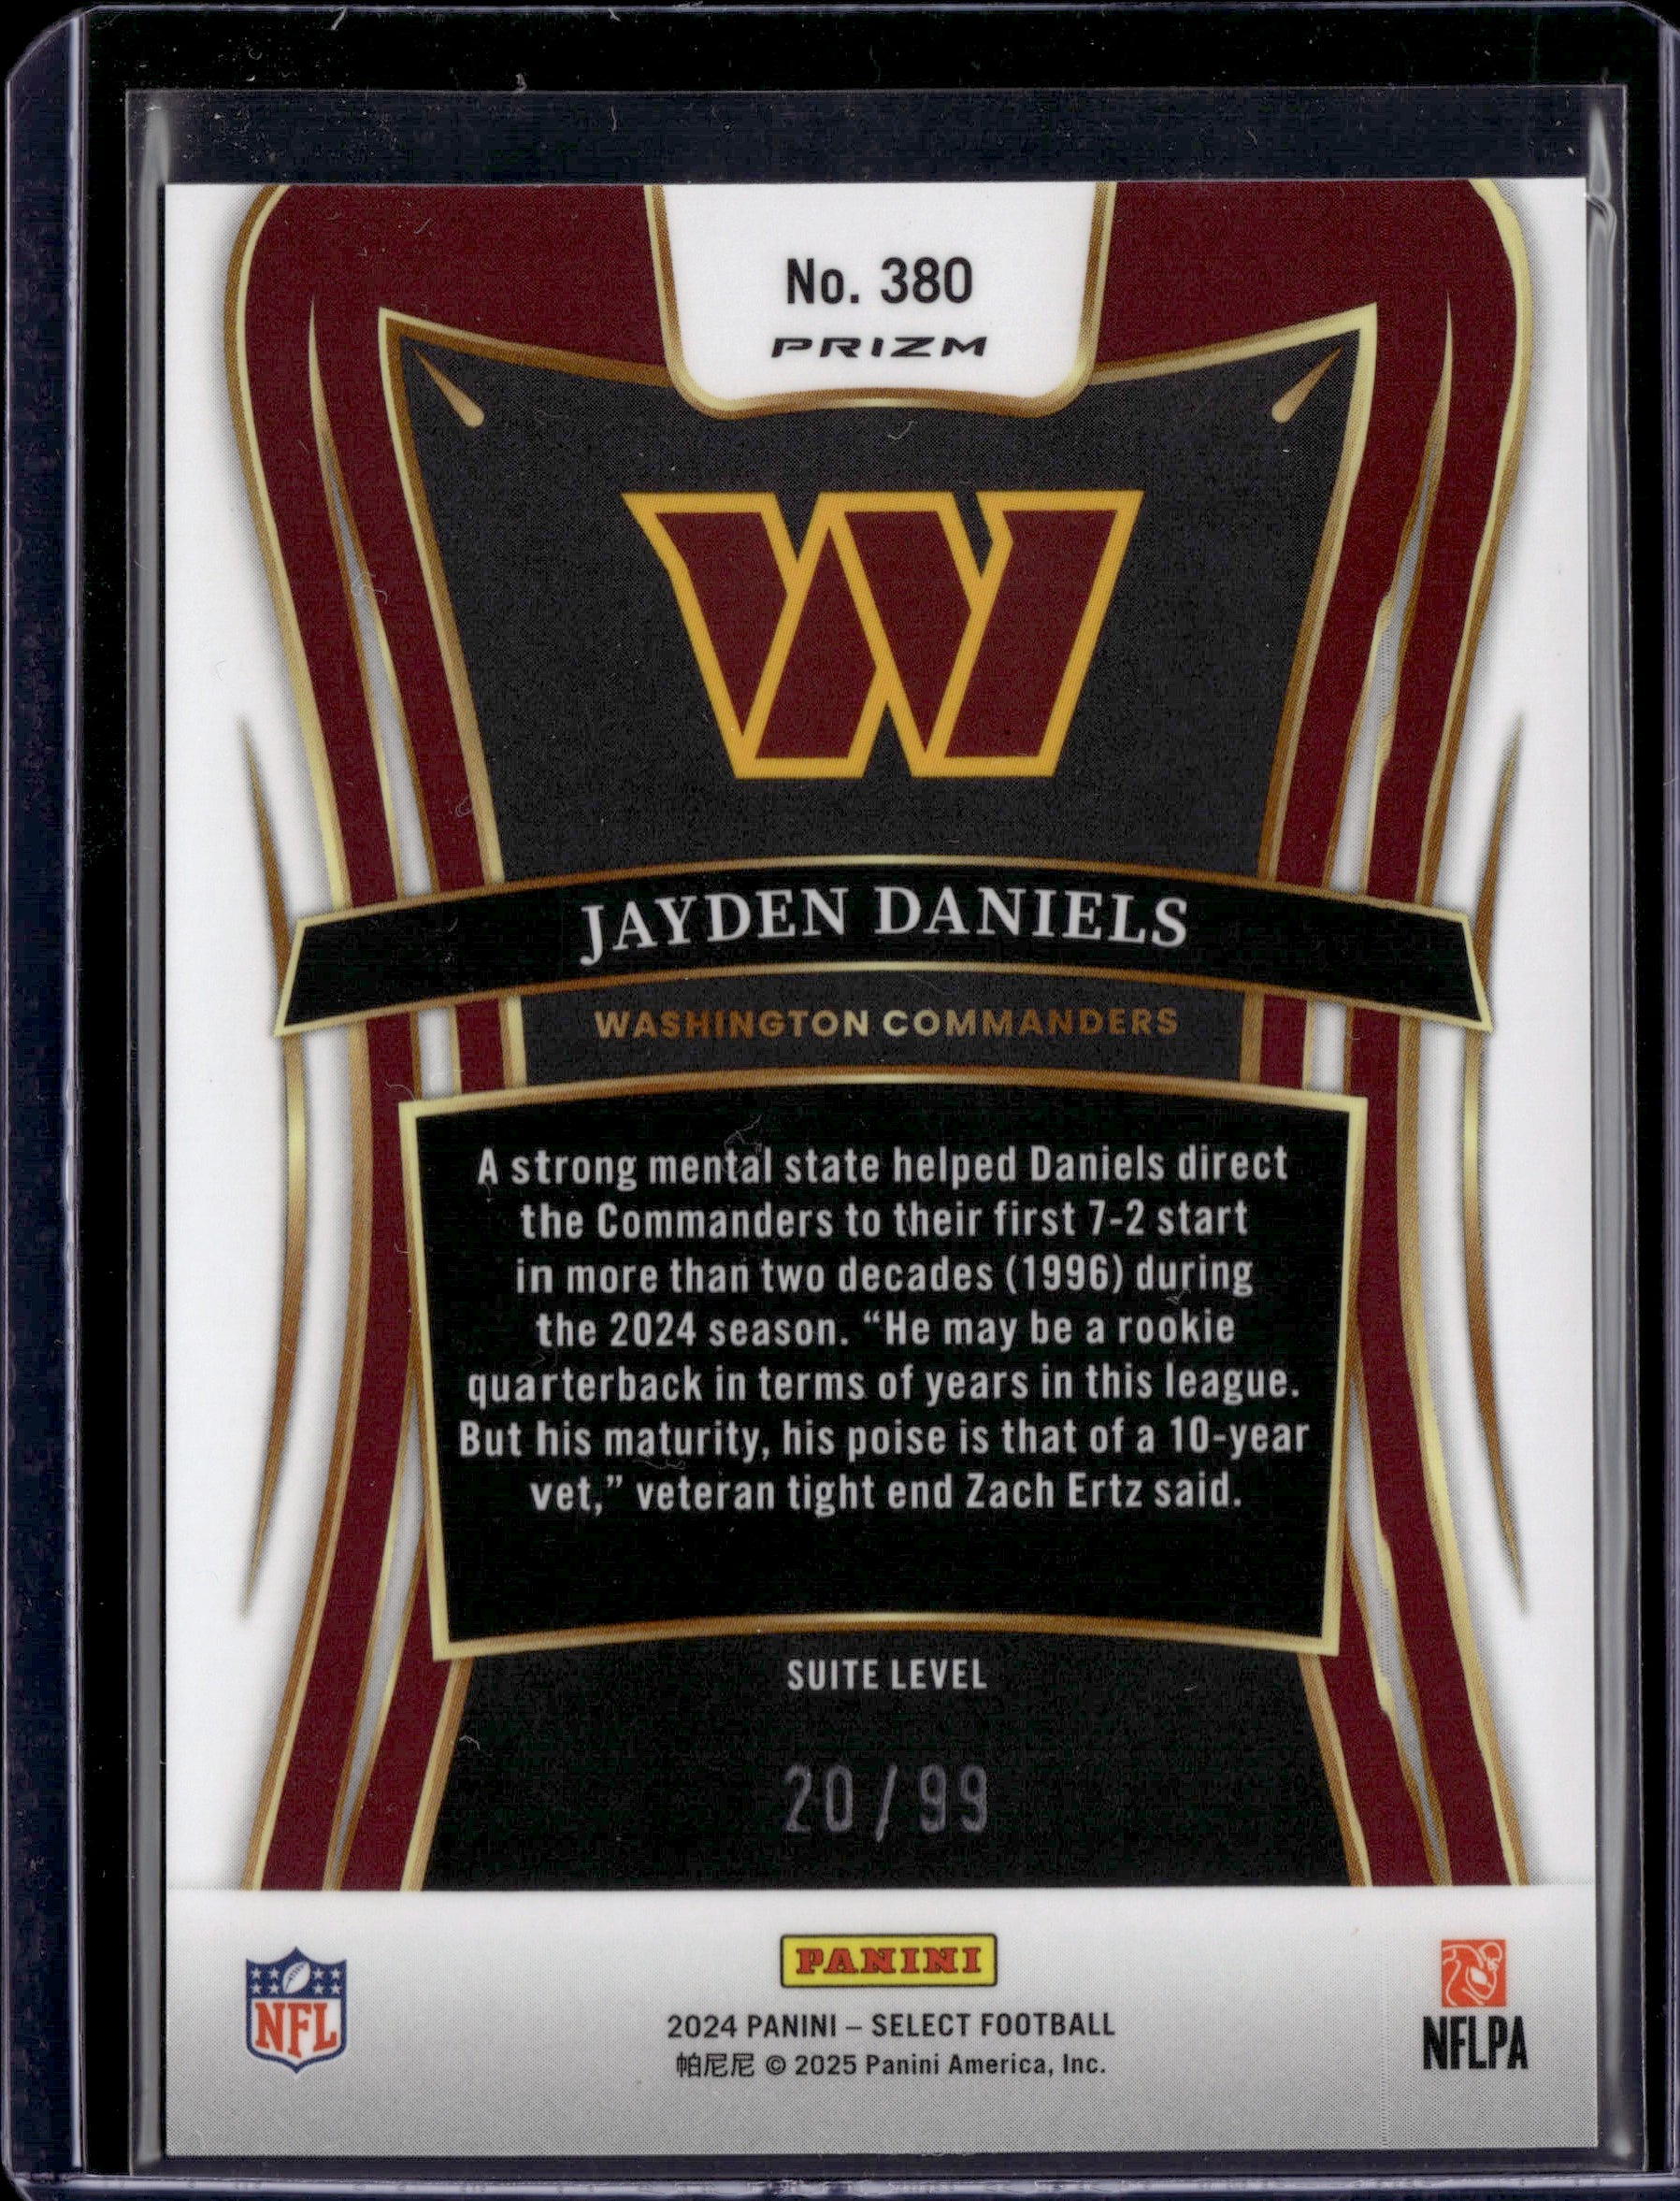 No. 380
PRIZM
W
JAYDEN DANIELS
WASHINGTON COMMANDERS
A strong mental state helped Daniels direct
the Commanders to their first 7-2 start
in more than two decades (1996) during
the 2024 season. “He may be a rookie
quarterback in terms of years in this league.
But his maturity, his poise is that of a 10-year
vet,” veteran tight end Zach Ertz said.
SUITE LEVEL
20/99
PANINI
NFL
2024 PANINI – SELECT FOOTBALL
帕尼尼 © 2025 Panini America, Inc.
NFLPA